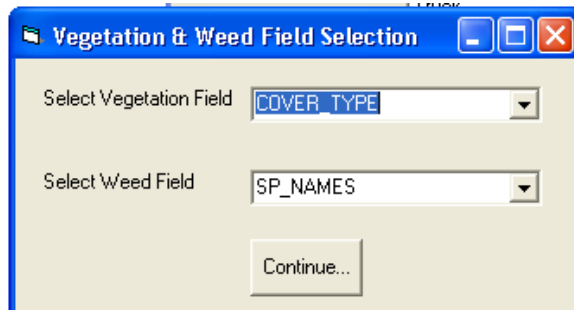 Vegetation & Weed Field Selection
Select Vegetation Field COVER_TYPE
Select Weed Field SP_NAMES
Continue...